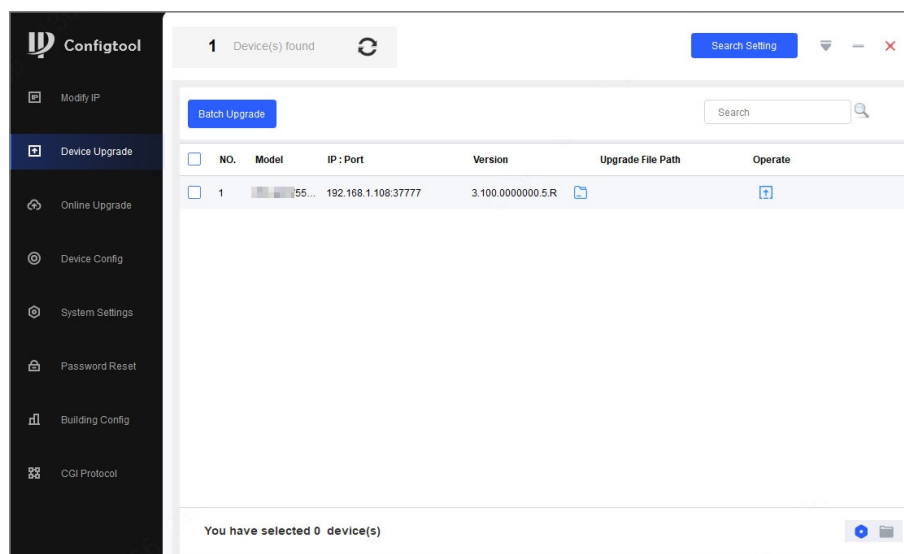 Configtool
1 Device(s) found
Search Setting
Modify IP
Device Upgrade
Online Upgrade
Device Config
System Settings
Password Reset
Building Config
CGI Protocol
Batch Upgrade
Search
NO. Model IP : Port Version Upgrade File Path Operate
1 55... 192.168.1.108:37777 3.100.0000000.5.R
You have selected 0 device(s)